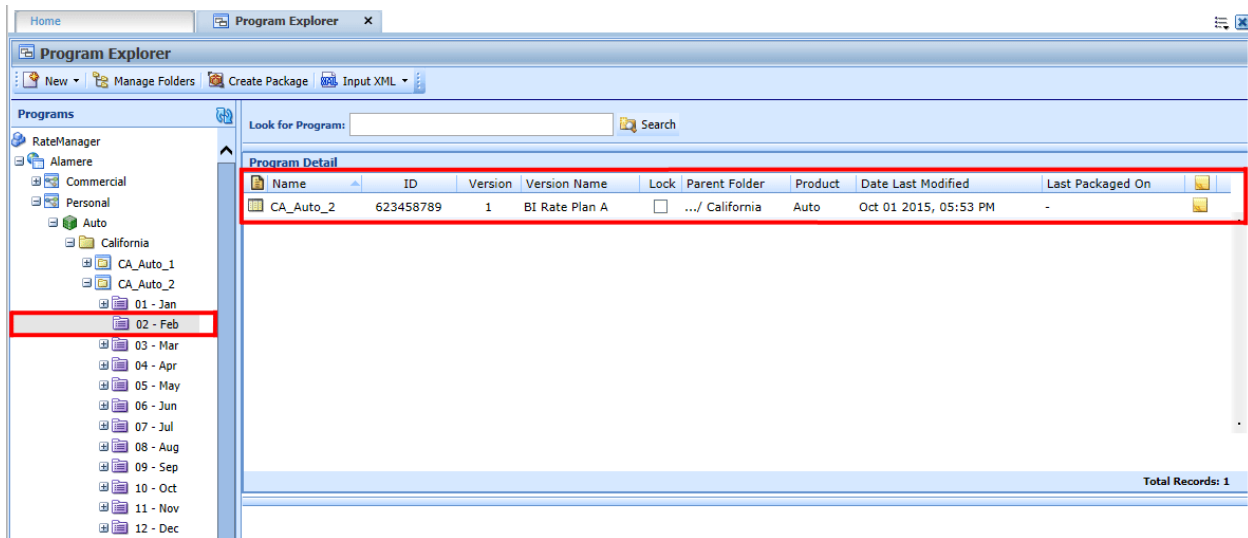 Home Program Explorer x
Program Explorer
New Manage Folders Create Package Input XML
Programs
RateManager
Alamere
Commercial
Personal
Auto
California
CA_Auto_1
CA_Auto_2
01 - Jan
02 - Feb
03 - Mar
04 - Apr
05 - May
06 - Jun
07 - Jul
08 - Aug
09 - Sep
10 - Oct
11 - Nov
12 - Dec
Look for Program: Search
Program Detail
Name ID Version Version Name Lock Parent Folder Product Date Last Modified Last Packaged On
CA_Auto_2 623458789 1 BI Rate Plan A .../ California Auto Oct 01 2015, 05:53 PM -
Total Records: 1